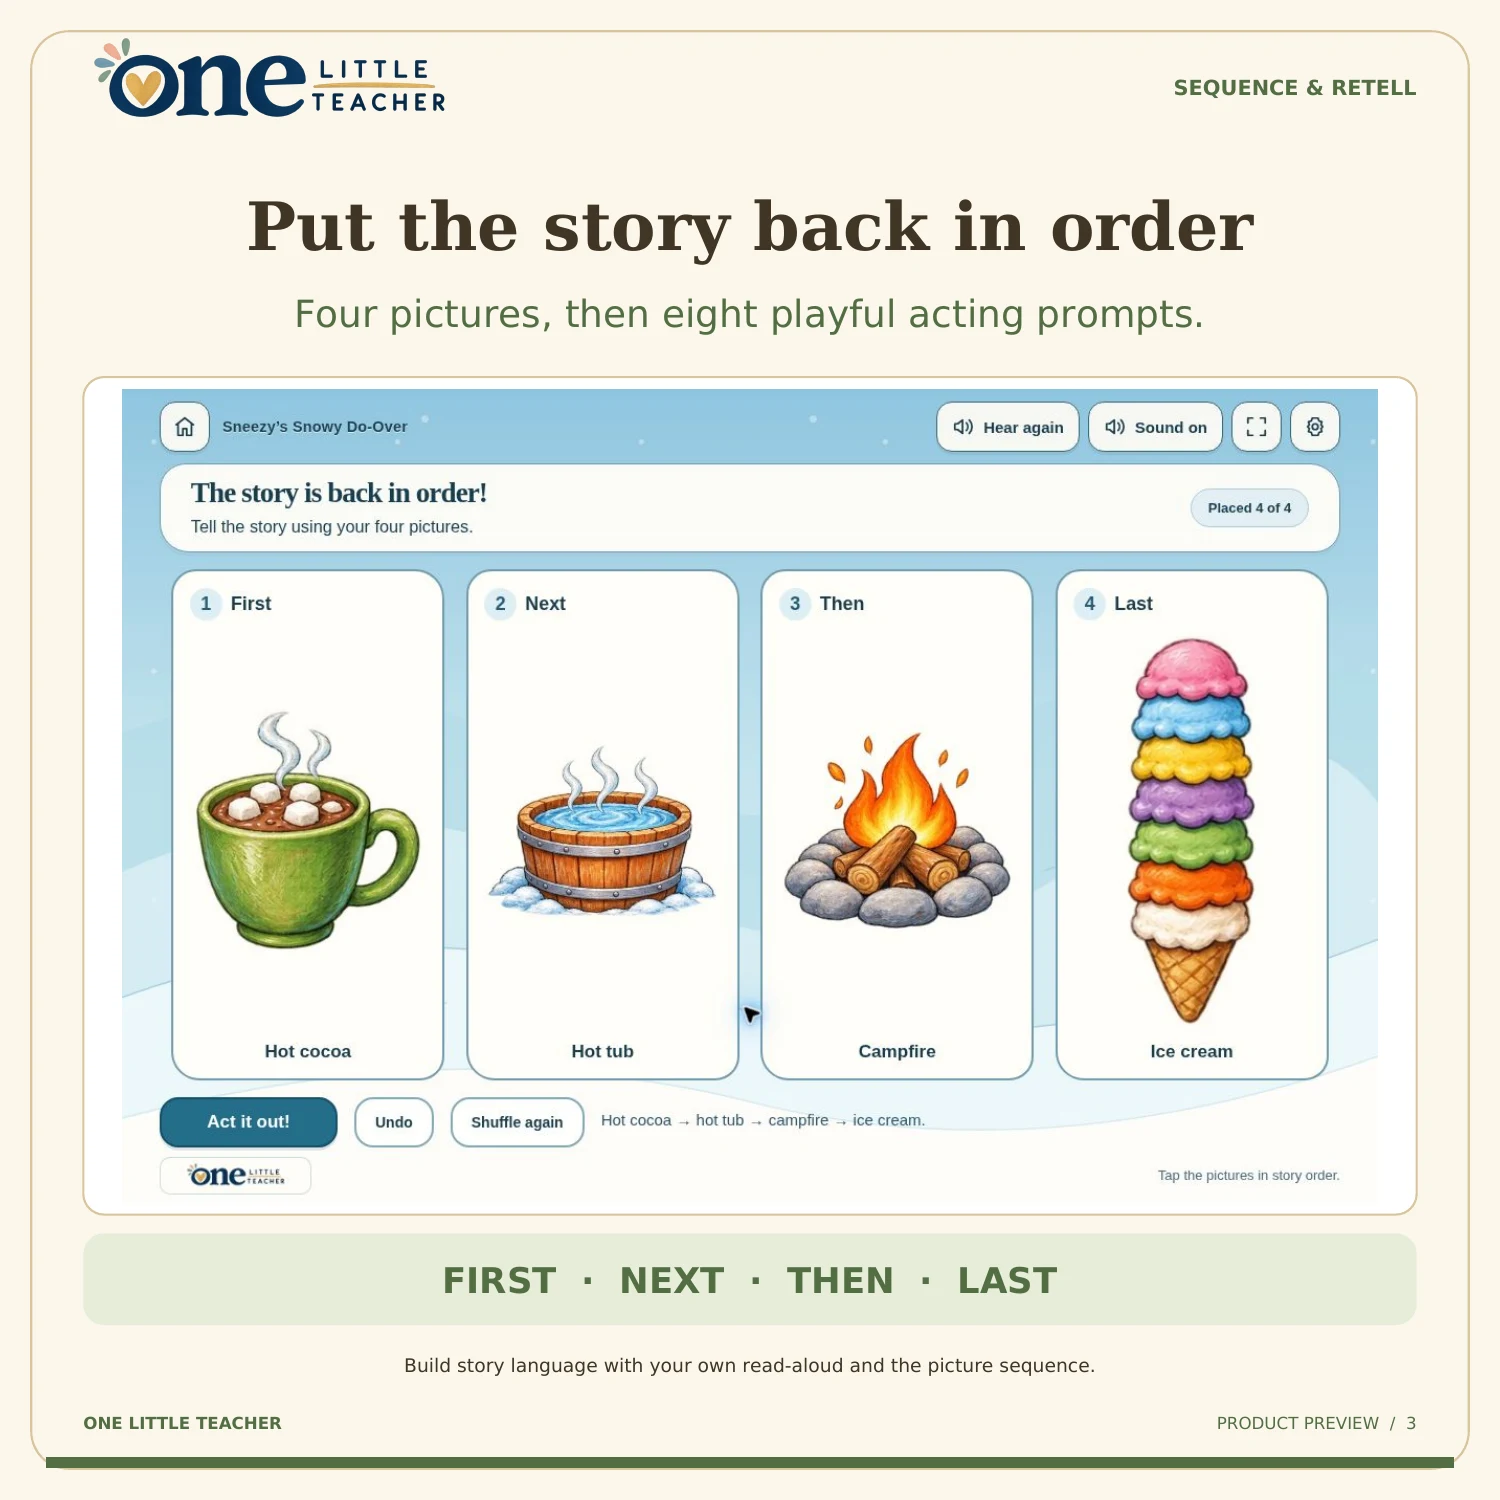 one LITTLE TEACHER
SEQUENCE & RETELL
Put the story back in order
Four pictures, then eight playful acting prompts.
Sneezy's Snowy Do-Over
Hear again
Sound on
The story is back in order!
Tell the story using your four pictures.
Placed 4 of 4
1 First
2 Next
3 Then
4 Last
Hot cocoa
Hot tub
Campfire
Ice cream
Act it out!
Undo
Shuffle again
Hot cocoa → hot tub → campfire → ice cream.
one LITTLE TEACHER
Tap the pictures in story order.
FIRST · NEXT · THEN · LAST
Build story language with your own read-aloud and the picture sequence.
ONE LITTLE TEACHER
PRODUCT PREVIEW / 3